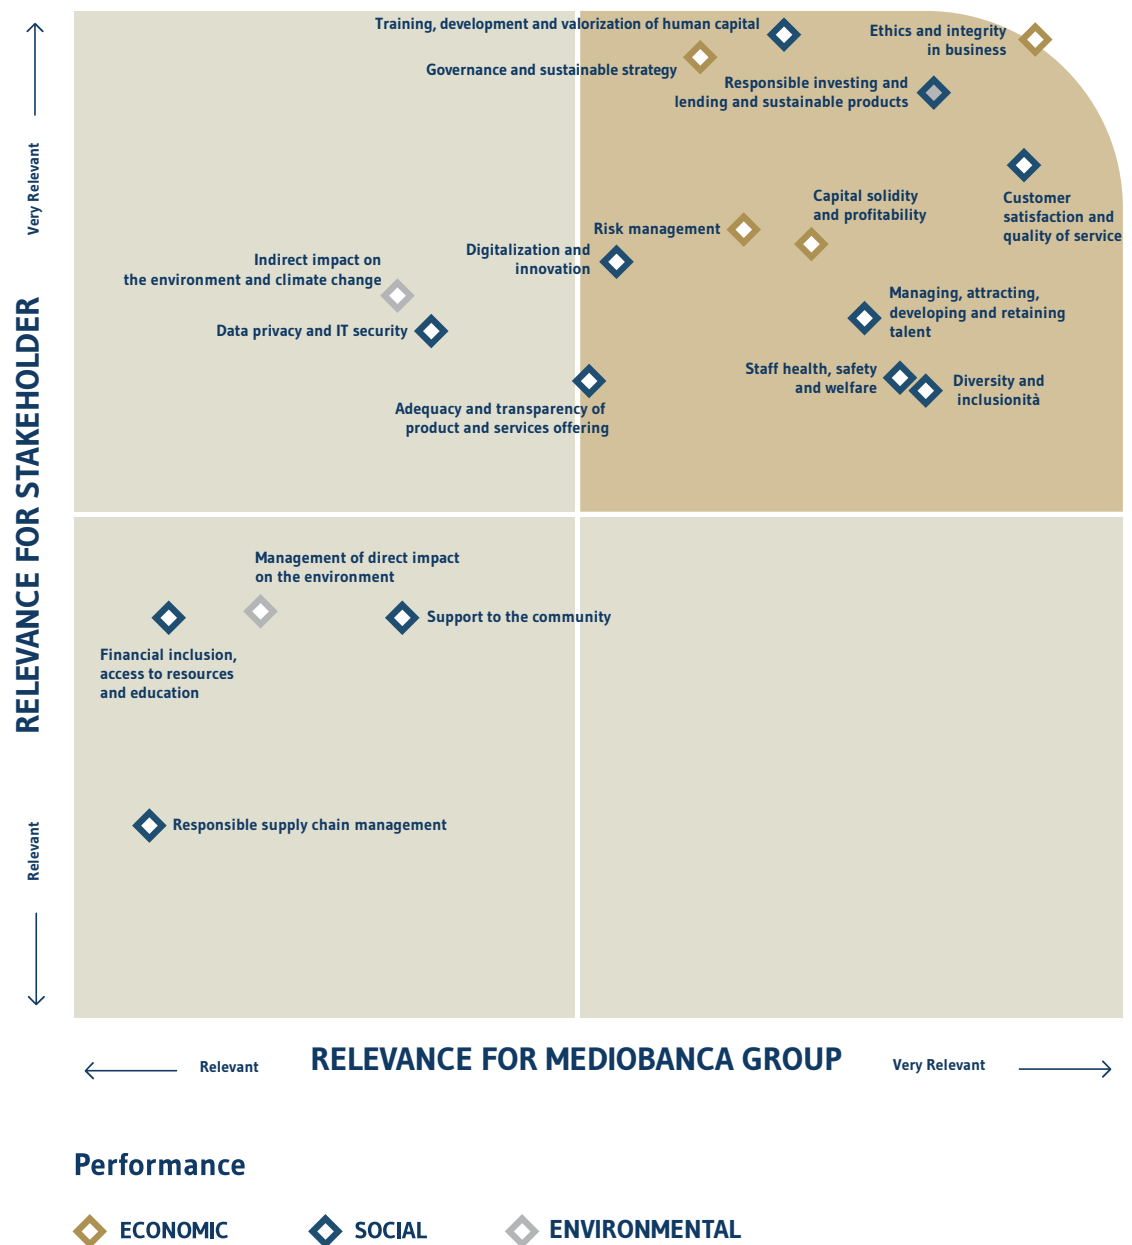 Training, development and valorization of human capital
Ethics and integrity
in business
Governance and sustainable strategy
Responsible investing and
lending and sustainable products
Very Relevant
Capital solidity
and profitability
Customer
satisfaction and
quality of service
Risk management
Digitalization and
innovation
Indirect impact on
the environment and climate change
Managing, attracting,
developing and retaining
talent
Data privacy and IT security
Staff health, safety
and welfare
Diversity and
inclusionità
Adequacy and transparency of
product and services offering
RELEVANCE FOR STAKEHOLDER
Management of direct impact
on the environment
Support to the community
Financial inclusion,
access to resources
and education
Relevant
Responsible supply chain management
Relevant
RELEVANCE FOR MEDIOBANCA GROUP
Very Relevant
Performance
ECONOMIC
SOCIAL
ENVIRONMENTAL